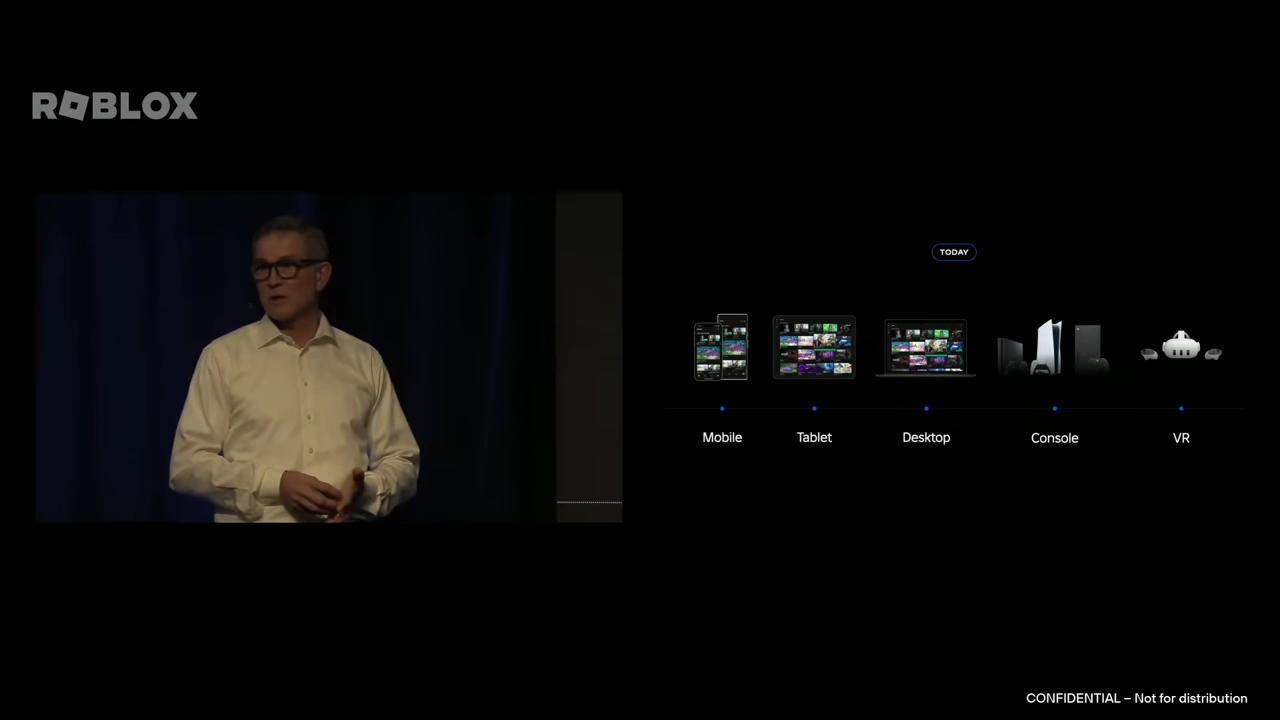 ROBLOX
TODAY
Mobile
Tablet
Desktop
Console
VR
CONFIDENTIAL – Not for distribution